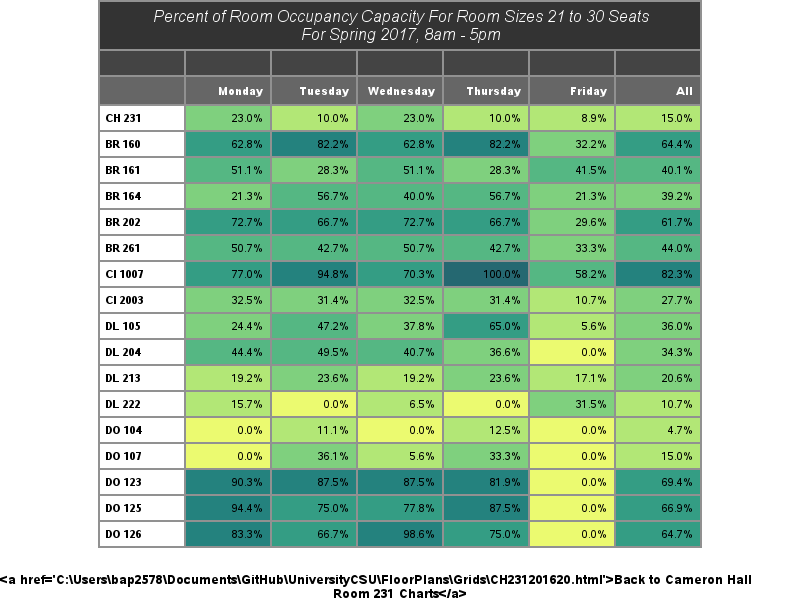 Percent of Room Occupancy Capacity For Room Sizes 21 to 30 Seats
For Spring 2017, 8am - 5pm
Monday Tuesday Wednesday Thursday Friday All
CH 231 23.0% 10.0% 23.0% 10.0% 8.9% 15.0%
BR 160 62.8% 82.2% 62.8% 82.2% 32.2% 64.4%
BR 161 51.1% 28.3% 51.1% 28.3% 41.5% 40.1%
BR 164 21.3% 56.7% 40.0% 56.7% 21.3% 39.2%
BR 202 72.7% 66.7% 72.7% 66.7% 29.6% 61.7%
BR 261 50.7% 42.7% 50.7% 42.7% 33.3% 44.0%
CI 1007 77.0% 94.8% 70.3% 100.0% 58.2% 82.3%
CI 2003 32.5% 31.4% 32.5% 31.4% 10.7% 27.7%
DL 105 24.4% 47.2% 37.8% 65.0% 5.6% 36.0%
DL 204 44.4% 49.5% 40.7% 36.6% 0.0% 34.3%
DL 213 19.2% 23.6% 19.2% 23.6% 17.1% 20.6%
DL 222 15.7% 0.0% 6.5% 0.0% 31.5% 10.7%
DO 104 0.0% 11.1% 0.0% 12.5% 0.0% 4.7%
DO 107 0.0% 36.1% 5.6% 33.3% 0.0% 15.0%
DO 123 90.3% 87.5% 87.5% 81.9% 0.0% 69.4%
DO 125 94.4% 75.0% 77.8% 87.5% 0.0% 66.9%
DO 126 83.3% 66.7% 98.6% 75.0% 0.0% 64.7%
<a href='C:\Users\bap2578\Documents\GitHub\UniversityCSU\FloorPlans\Grids\CH231201620.html'>Back to Cameron Hall
Room 231 Charts</a>